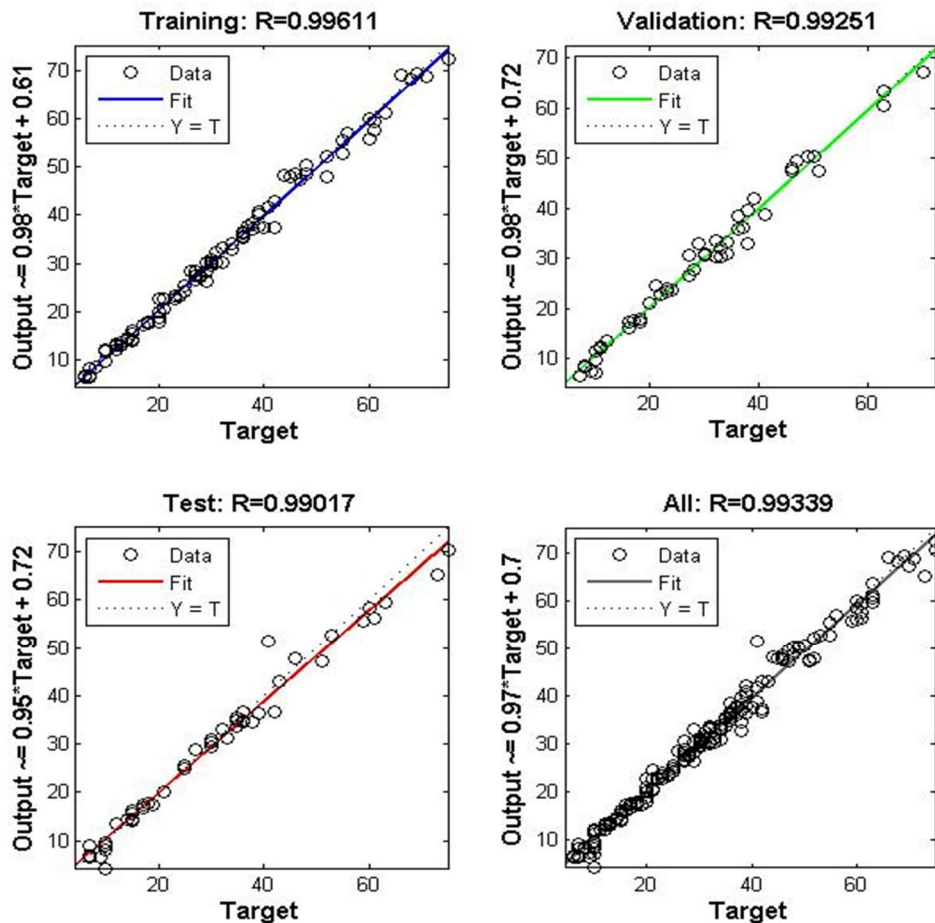 Training: R=0.99611
Output ~= 0.98*Target + 0.61
70
60
50
40
30
20
10
Data
Fit
Y = T
20
40
60
Target
Validation: R=0.99251
Output ~= 0.98*Target + 0.72
70
60
50
40
30
20
10
Data
Fit
Y = T
20
40
60
Target
Test: R=0.99017
Output ~= 0.95*Target + 0.72
70
60
50
40
30
20
10
Data
Fit
Y = T
20
40
60
Target
All: R=0.99339
Output ~= 0.97*Target + 0.7
70
60
50
40
30
20
10
Data
Fit
Y = T
20
40
60
Target